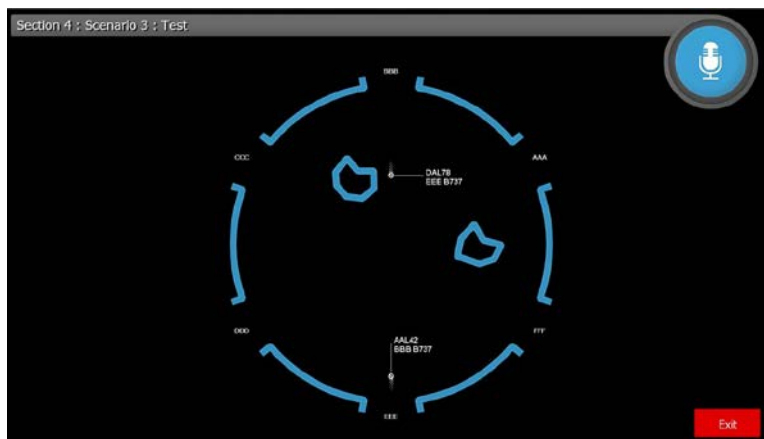 Section 4 : Scenario 3 : Test
BBB
CCC
AAA
DAL78
EEE B737
DDD
FFF
AAL42
BBB B737
EEE
Exit